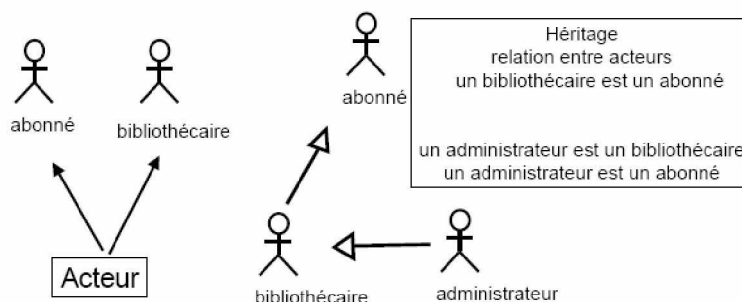 abonné
bibliothécaire
Acteur
abonné
bibliothécaire
administrateur
Héritage
relation entre acteurs
un bibliothécaire est un abonné
un administrateur est un bibliothécaire
un administrateur est un abonné